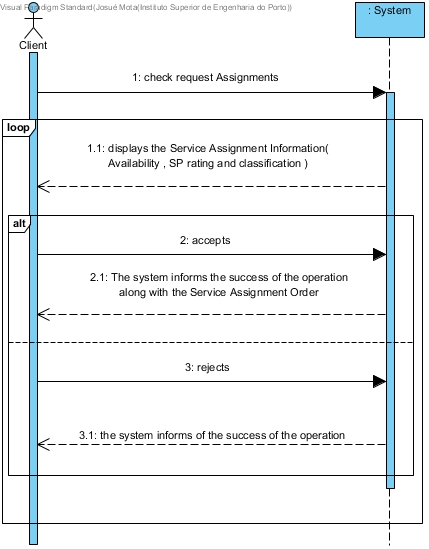 Visual Paradigm Standard(Josué Mota(Instituto Superior de Engenharia do Porto))
: System
Client
1: check request Assignments
loop
1.1: displays the Service Assignment Information(
Availability , SP rating and classification )
alt
2: accepts
2.1: The system informs the success of the operation
along with the Service Assignment Order
3: rejects
3.1: the system informs of the success of the operation